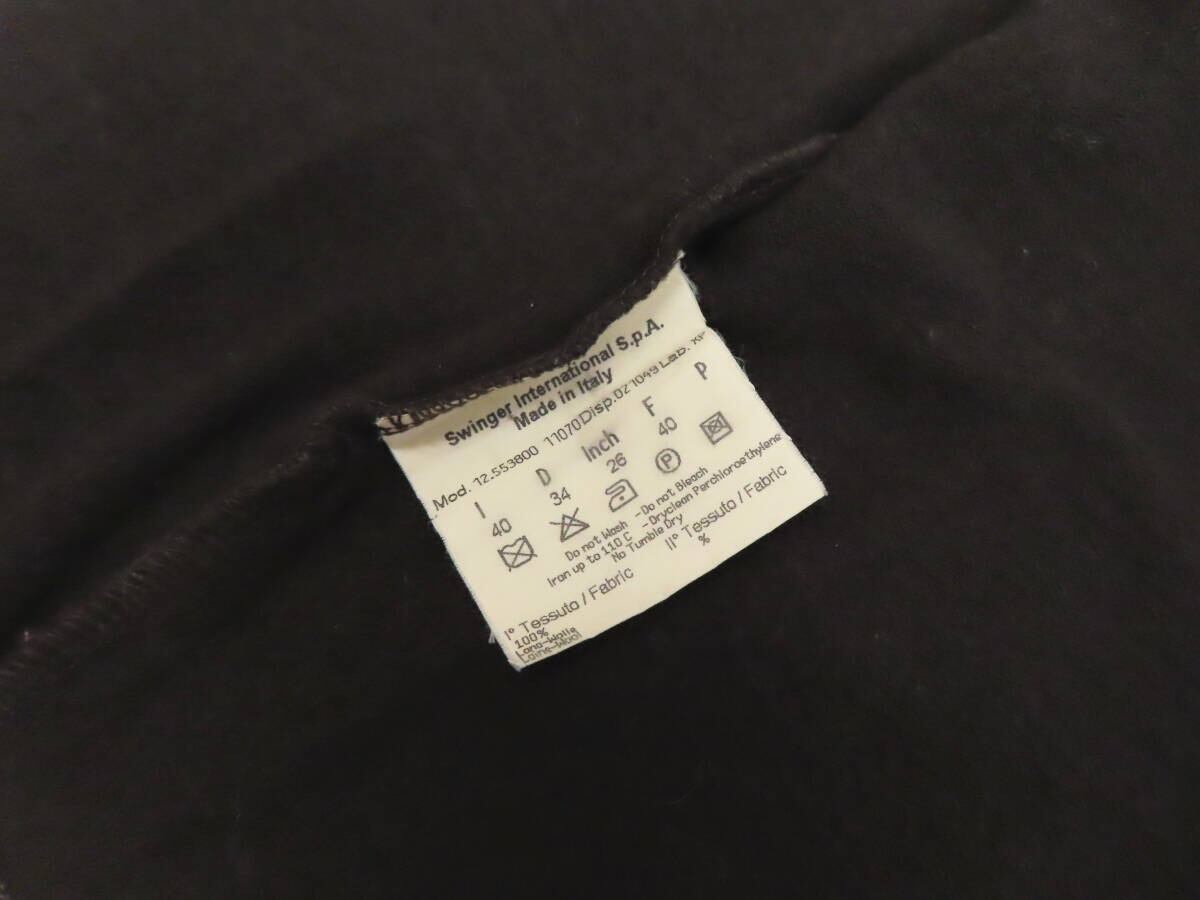 Swinger International S.p.A.
Made in Italy
Mod. 12.553800 11070Disp.021049 Lab.
I D Inch F P
40 34 26 40
P
Do not Wash -Do not Bleach
Iron up to 110 C -Dryclean Perchloroethylene
No Tumble Dry
I° Tessuto / Fabric II° Tessuto / Fabric
100% %
Lana-Wolle
Laine-Wool